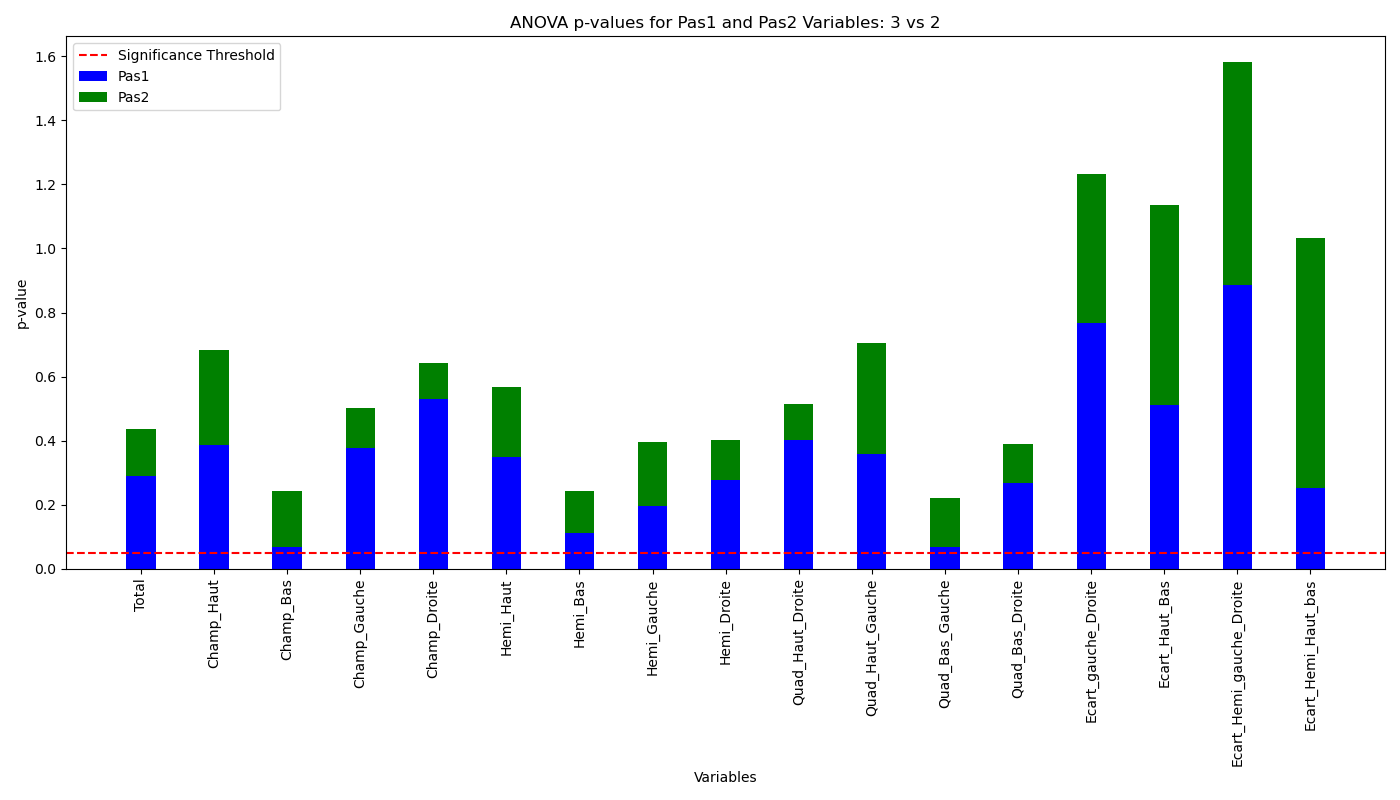 ANOVA p-values for Pas1 and Pas2 Variables: 3 vs 2
Significance Threshold
Pas1
Pas2
p-value
1.6
1.4
1.2
1.0
0.8
0.6
0.4
0.2
0.0
Total
Champ_Haut
Champ_Bas
Champ_Gauche
Champ_Droite
Hemi_Haut
Hemi_Bas
Hemi_Gauche
Hemi_Droite
Quad_Haut_Droite
Quad_Haut_Gauche
Quad_Bas_Gauche
Quad_Bas_Droite
Ecart_gauche_Droite
Ecart_Haut_Bas
Ecart_Hemi_gauche_Droite
Ecart_Hemi_Haut_bas
Variables